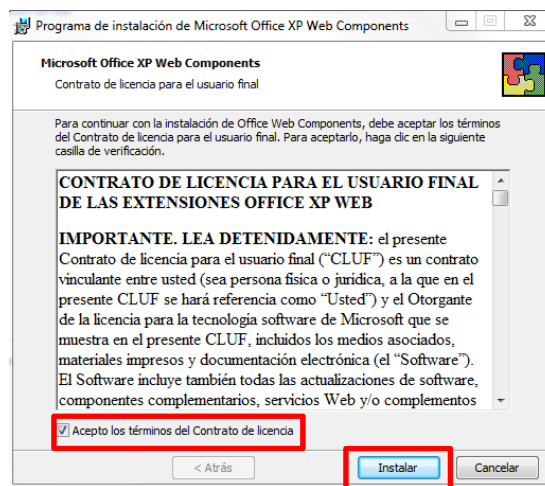 Programa de instalación de Microsoft Office XP Web Components
Microsoft Office XP Web Components
Contrato de licencia para el usuario final
Para continuar con la instalación de Office Web Components, debe aceptar los términos
del Contrato de licencia para el usuario final. Para aceptarlo, haga clic en la siguiente
casilla de verificación.
CONTRATO DE LICENCIA PARA EL USUARIO FINAL
DE LAS EXTENSIONES OFFICE XP WEB
IMPORTANTE. LEA DETENIDAMENTE: el presente
Contrato de licencia para el usuario final (“CLUF”) es un contrato
vinculante entre usted (sea persona física o jurídica, a la que en el
presente CLUF se hará referencia como “Usted”) y el Otorgante
de la licencia para la tecnología software de Microsoft que se
muestra en el presente CLUF, incluidos los medios asociados,
materiales impresos y documentación electrónica (el “Software”).
El Software incluye también todas las actualizaciones de software,
componentes complementarios, servicios Web y/o complementos
Acepto los términos del Contrato de licencia
< Atrás
Instalar
Cancelar